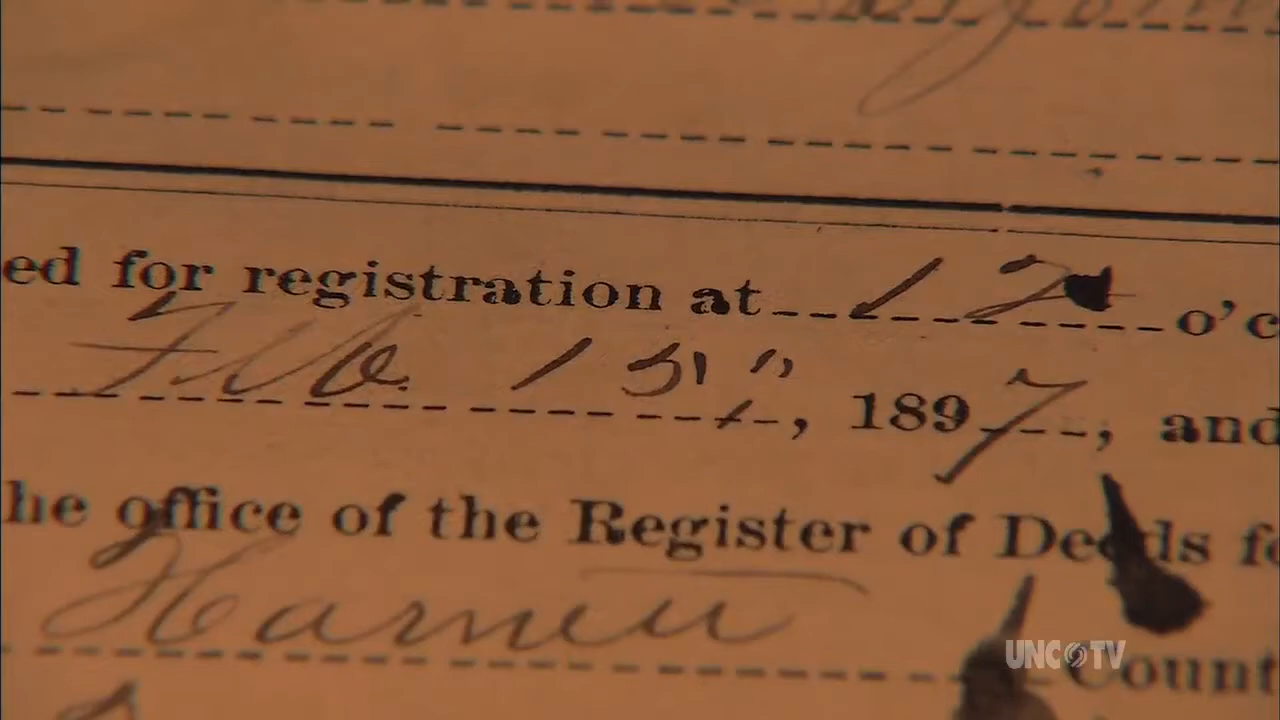 ed for registration at 12 o'c
Feb. 15", 1897, and
he office of the Register of Deeds fo
Harnett
Count
UNC TV